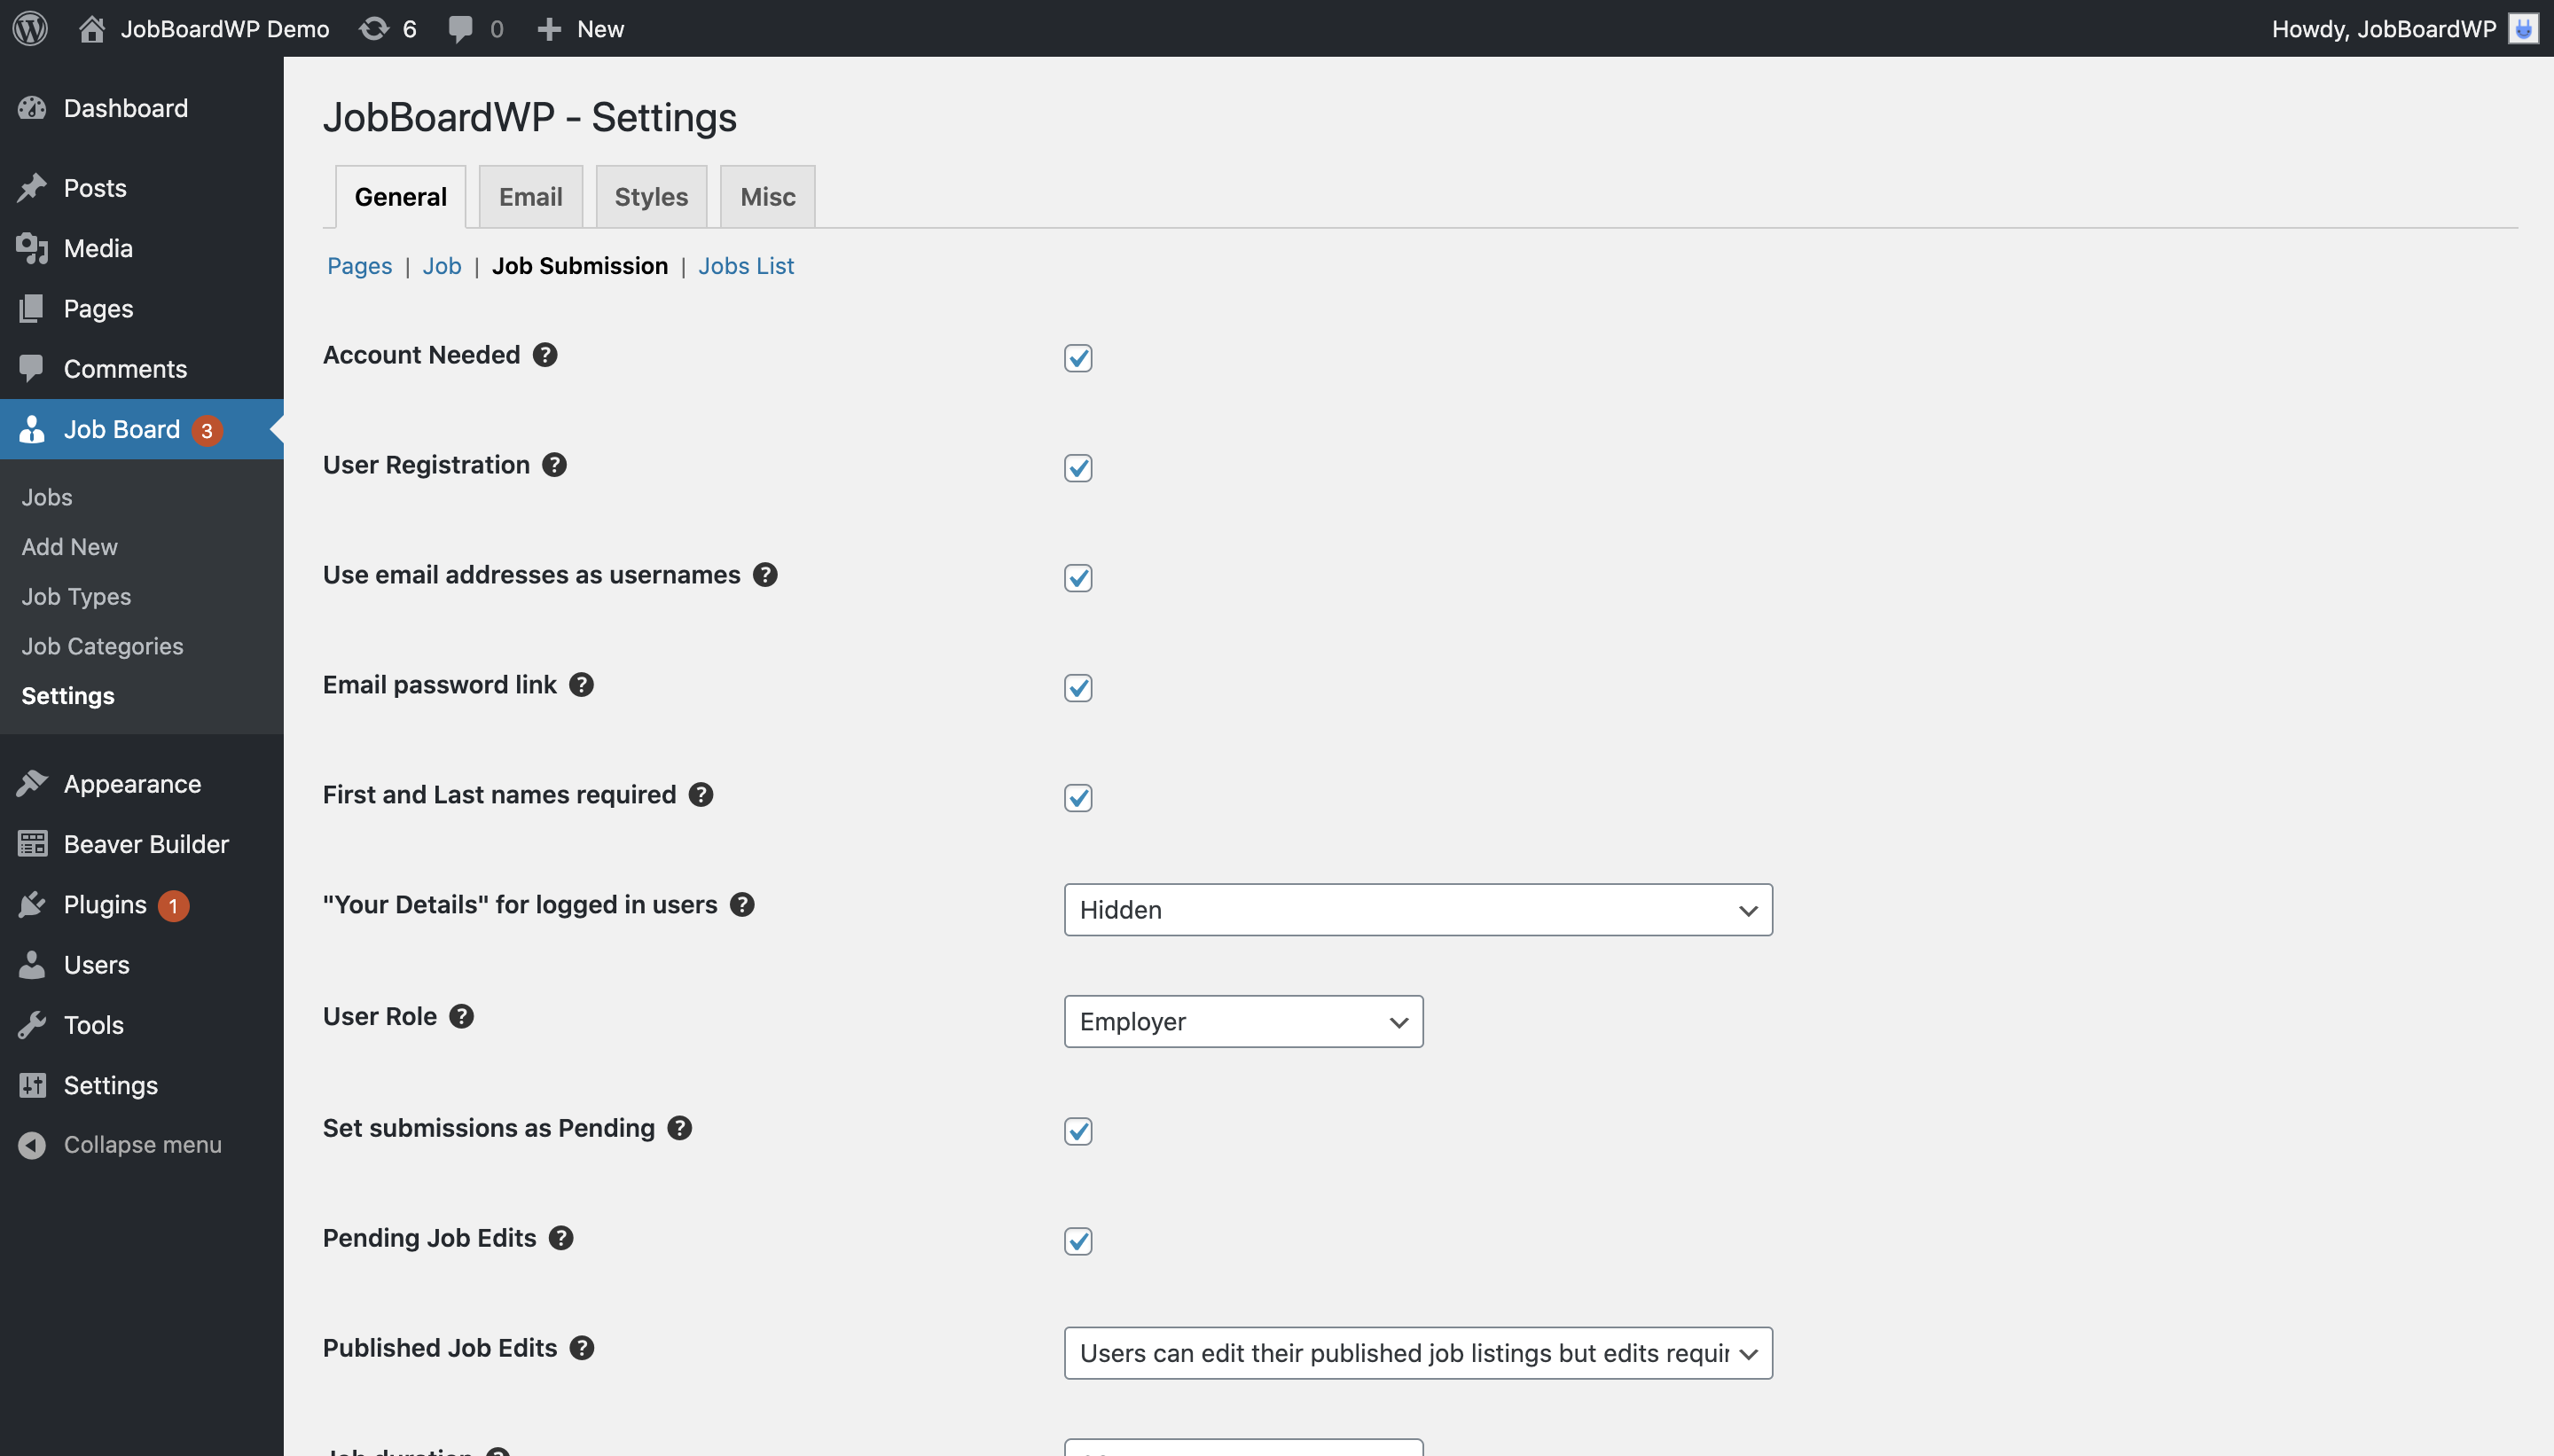 JobBoardWP Demo 6 0 New Howdy, JobBoardWP
Dashboard
Posts
Media
Pages
Comments
Job Board 3
Jobs
Add New
Job Types
Job Categories
Settings
Appearance
Beaver Builder
Plugins 1
Users
Tools
Settings
Collapse menu
JobBoardWP - Settings
General Email Styles Misc
Pages | Job | Job Submission | Jobs List
Account Needed ?
User Registration ?
Use email addresses as usernames ?
Email password link ?
First and Last names required ?
"Your Details" for logged in users ? Hidden
User Role ? Employer
Set submissions as Pending ?
Pending Job Edits ?
Published Job Edits ? Users can edit their published job listings but edits requir
Job duration ?